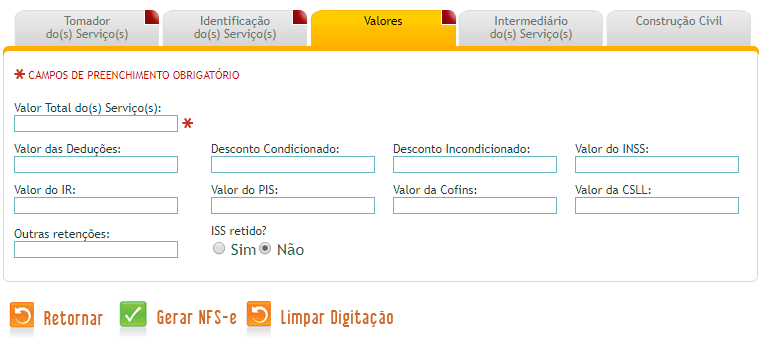 Tomador
do(s) Serviço(s)
Identificação
do(s) Serviço(s)
Valores
Intermediário
do(s) Serviço(s)
Construção Civil
* CAMPOS DE PREENCHIMENTO OBRIGATÓRIO
Valor Total do(s) Serviço(s):
*
Valor das Deduções: Desconto Condicionado: Desconto Incondicionado: Valor do INSS:
Valor do IR: Valor do PIS: Valor da Cofins: Valor da CSLL:
Outras retenções: ISS retido?
Sim Não
Retornar Gerar NFS-e Limpar Digitação